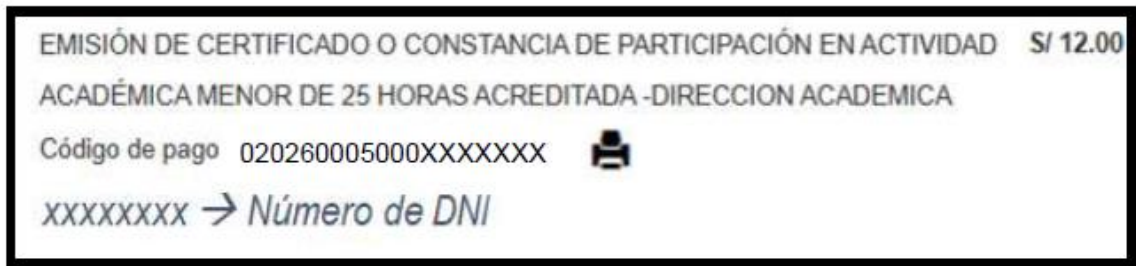 EMISIÓN DE CERTIFICADO O CONSTANCIA DE PARTICIPACIÓN EN ACTIVIDAD S/ 12.00
ACADÉMICA MENOR DE 25 HORAS ACREDITADA -DIRECCION ACADEMICA
Código de pago 020260005000XXXXXXX
xxxxxxxx → Número de DNI